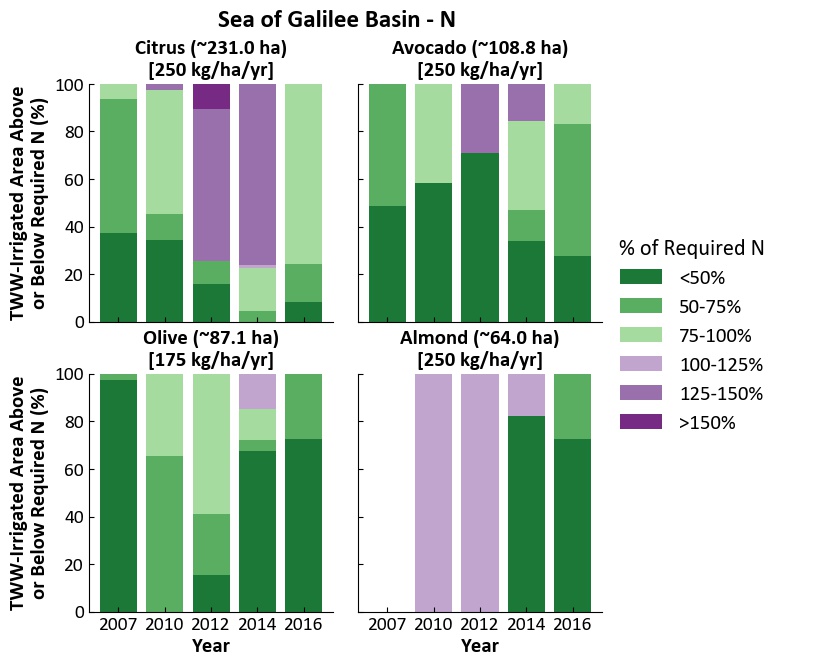 Sea of Galilee Basin - N
Citrus (~231.0 ha)
[250 kg/ha/yr]
Avocado (~108.8 ha)
[250 kg/ha/yr]
TWW-Irrigated Area Above
or Below Required N (%)
100
80
60
40
20
0
% of Required N
<50%
50-75%
75-100%
100-125%
125-150%
>150%
Olive (~87.1 ha)
[175 kg/ha/yr]
Almond (~64.0 ha)
[250 kg/ha/yr]
TWW-Irrigated Area Above
or Below Required N (%)
100
80
60
40
20
0
2007 2010 2012 2014 2016
Year
2007 2010 2012 2014 2016
Year